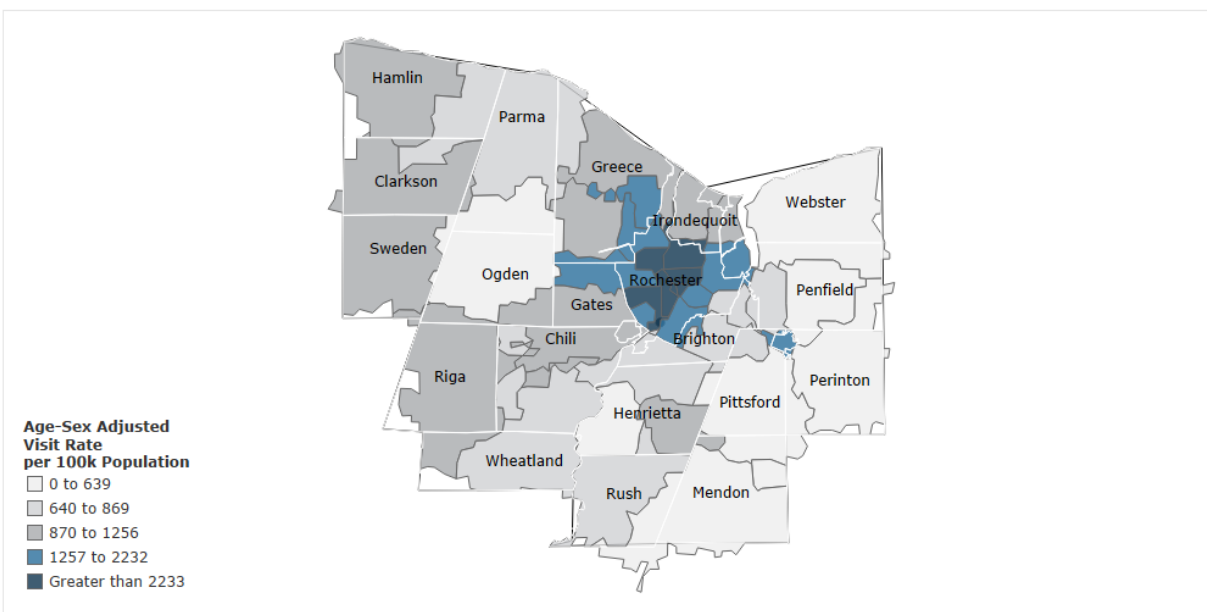 Hamlin
Parma
Greece
Clarkson
Webster
Irondequoit
Sweden
Ogden
Rochester
Penfield
Gates
Chili
Brighton
Riga
Perinton
Pittsford
Henrietta
Wheatland
Rush
Mendon
Age-Sex Adjusted
Visit Rate
per 100k Population
0 to 639
640 to 869
870 to 1256
1257 to 2232
Greater than 2233